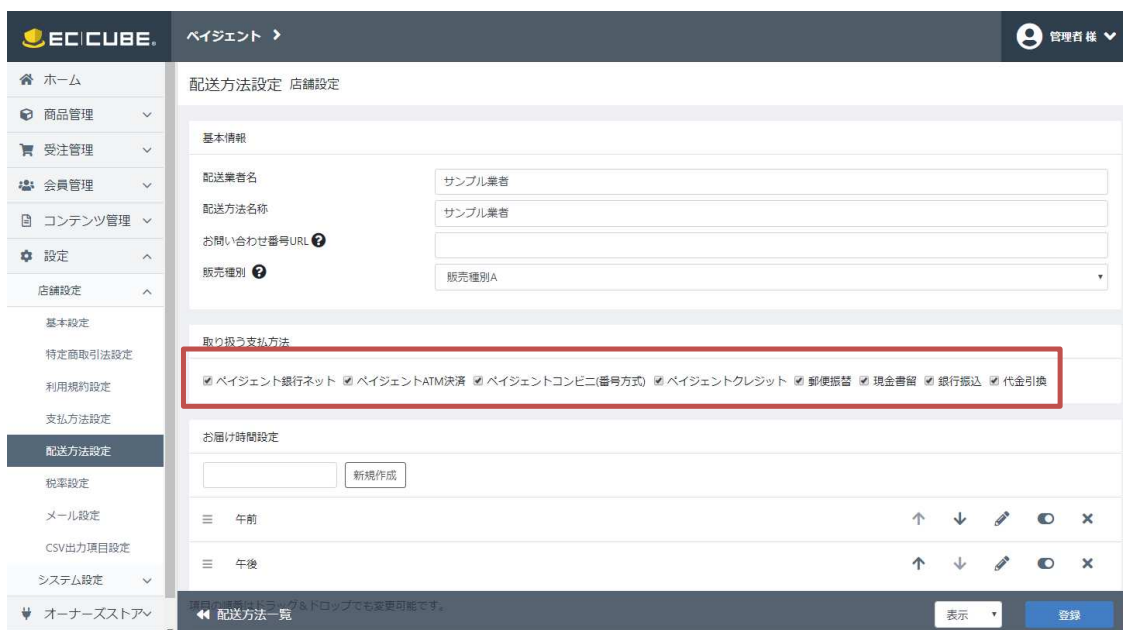 EC CUBE.
ペイジェント
管理者 様
ホーム
商品管理
受注管理
会員管理
コンテンツ管理
設定
店舗設定
基本設定
特定商取引法設定
利用規約設定
支払方法設定
配送方法設定
税率設定
メール設定
CSV出力項目設定
システム設定
オーナーズストア
配送方法設定 店舗設定
基本情報
配送業者名 サンプル業者
配送方法名称 サンプル業者
お問い合わせ番号URL
販売種別 販売種別A
取り扱う支払方法
ペイジェント銀行ネット ペイジェントATM決済 ペイジェントコンビニ(番号方式) ペイジェントクレジット 郵便振替 現金書留 銀行振込 代金引換
お届け時間設定
新規作成
午前
午後
項目の順番はドラッグ＆ドロップでも変更可能です。
配送方法一覧
表示
登録